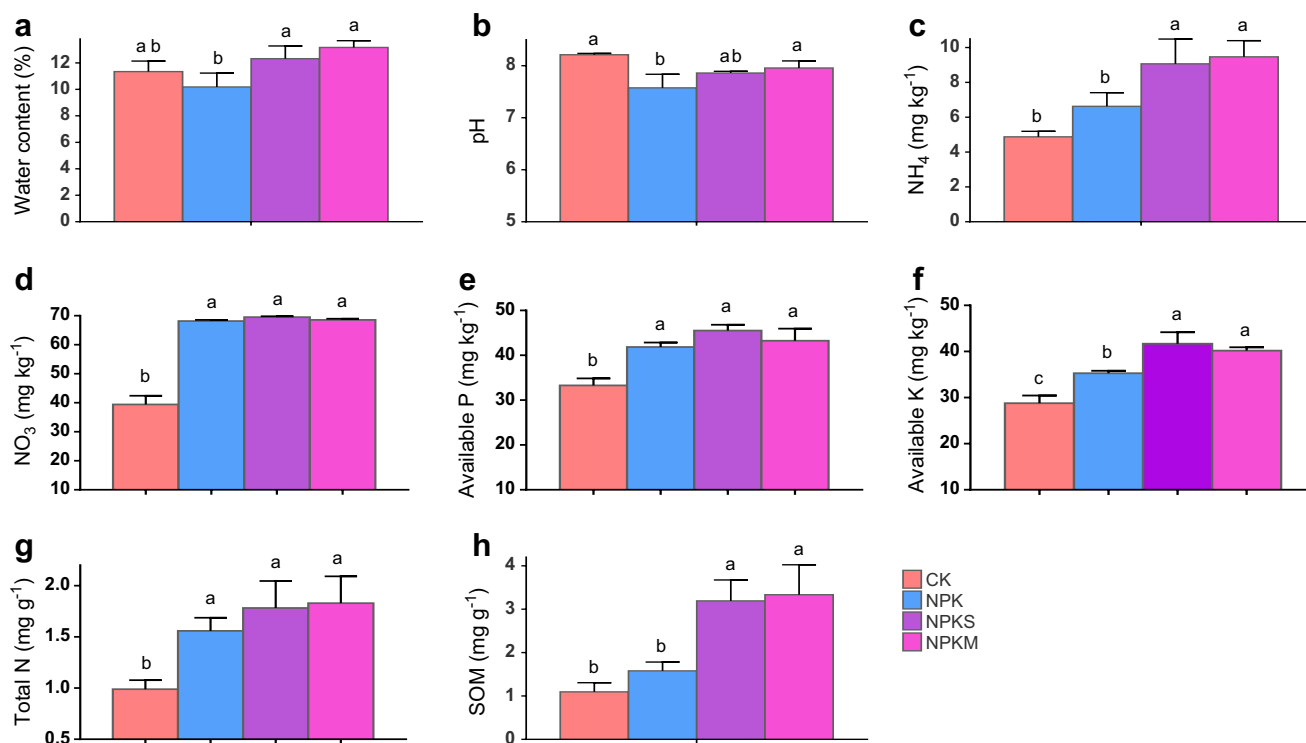 a
Water content (%)
12
10
8
6
4
2
0
a b
b
a
a
b
pH
8
7
6
5
a
b
ab
a
c
NH₄ (mg kg⁻¹)
10
8
6
4
2
0
b
b
a
a
d
NO₃ (mg kg⁻¹)
70
60
50
40
30
20
10
b
a
a
a
e
Available P (mg kg⁻¹)
50
40
30
40
10
b
a
a
a
f
Available K (mg kg⁻¹)
50
40
30
20
10
c
b
a
a
g
Total N (mg g⁻¹)
2.0
1.5
1.0
0.5
b
a
a
a
h
SOM (mg g⁻¹)
4
3
2
1
0
b
b
a
a
CK
NPK
NPKS
NPKM